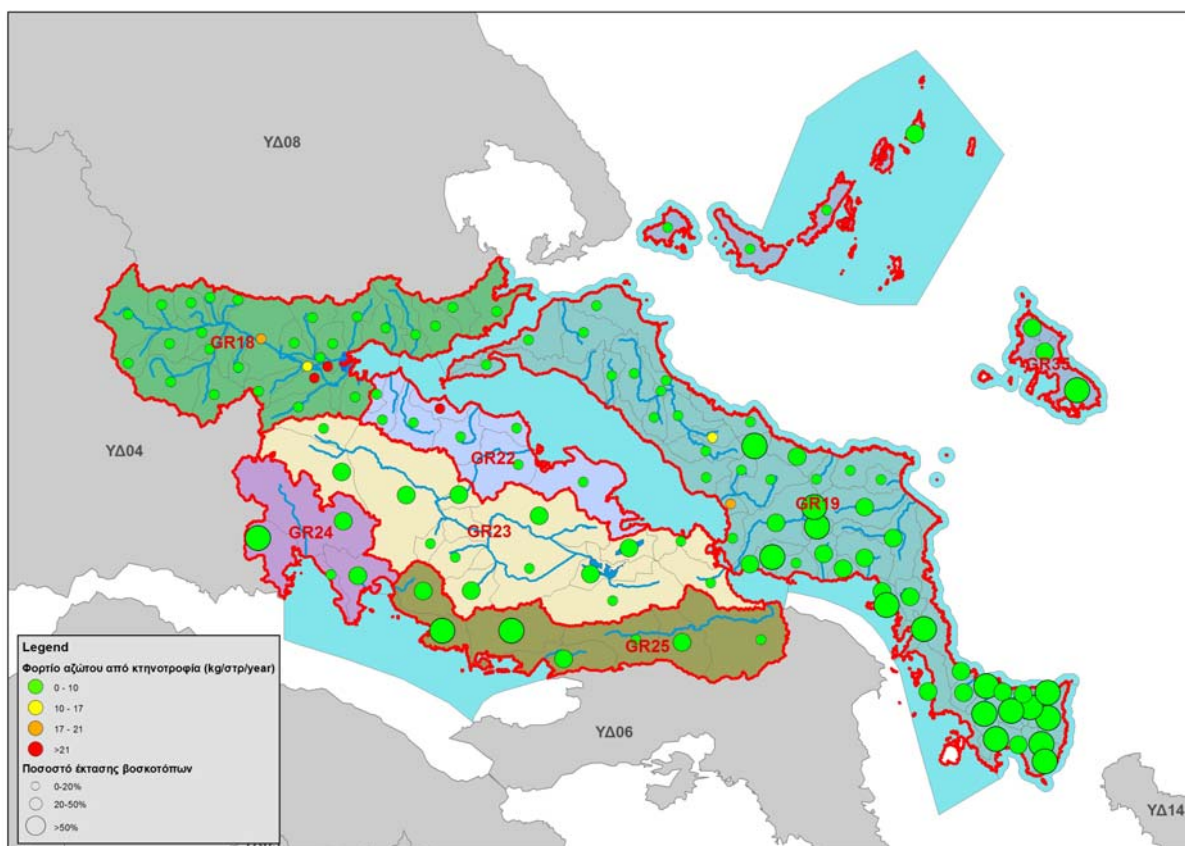 ΥΔ08
GR18
GR35
ΥΔ04
GR22
GR19
GR24
GR23
GR25
ΥΔ06
ΥΔ14
Legend
Φορτίο αζώτου από κτηνοτροφία (kg/στρ/year)
0 - 10
10 - 17
17 - 21
>21
Ποσοστό έκτασης βοσκοτόπων
0-20%
20-50%
>50%